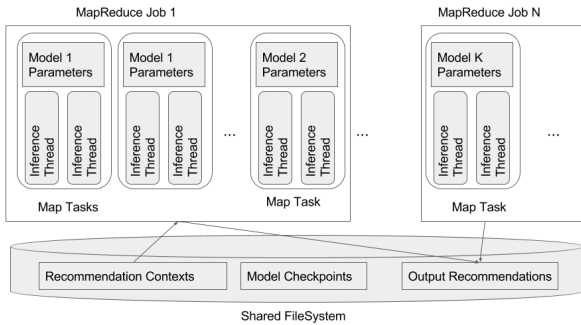 MapReduce Job 1
MapReduce Job N
Model 1
Parameters
Model 1
Parameters
Model 2
Parameters
Model K
Parameters
Inference
Thread
Inference
Thread
Inference
Thread
Inference
Thread
...
Inference
Thread
Inference
Thread
...
Inference
Thread
Inference
Thread
...
Map Tasks
Map Task
Map Task
Recommendation Contexts
Model Checkpoints
Output Recommendations
Shared FileSystem